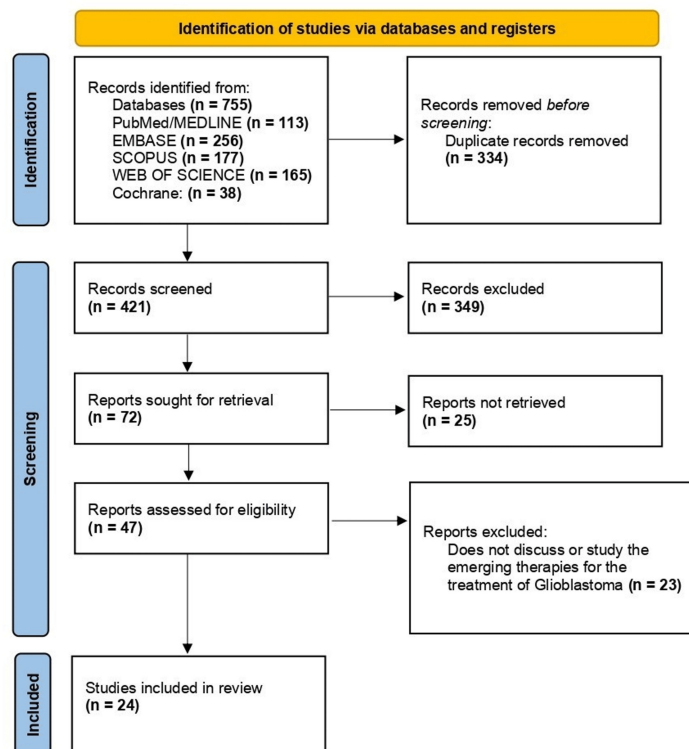 Identification of studies via databases and registers
Identification
Records identified from:
Databases (n = 755)
PubMed/MEDLINE (n = 113)
EMBASE (n = 256)
SCOPUS (n = 177)
WEB OF SCIENCE (n = 165)
Cochrane: (n = 38)
Records removed before
screening:
Duplicate records removed
(n = 334)
Screening
Records screened
(n = 421)
Records excluded
(n = 349)
Reports sought for retrieval
(n = 72)
Reports not retrieved
(n = 25)
Reports assessed for eligibility
(n = 47)
Reports excluded:
Does not discuss or study the
emerging therapies for the
treatment of Glioblastoma (n = 23)
Included
Studies included in review
(n = 24)